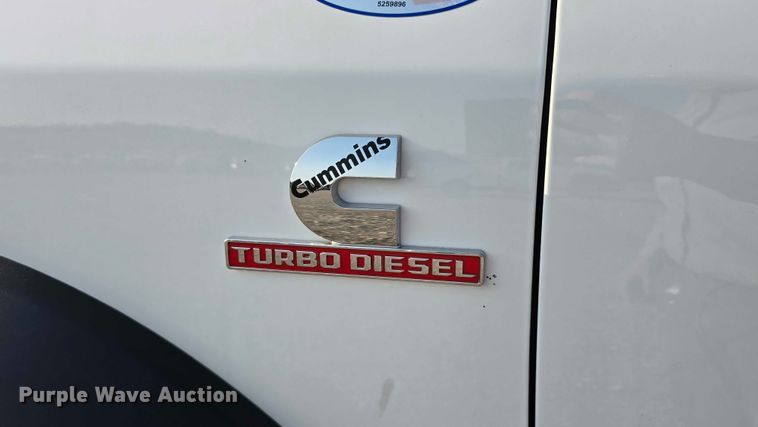 5259896
Cummins
TURBO DIESEL
Purple Wave Auction